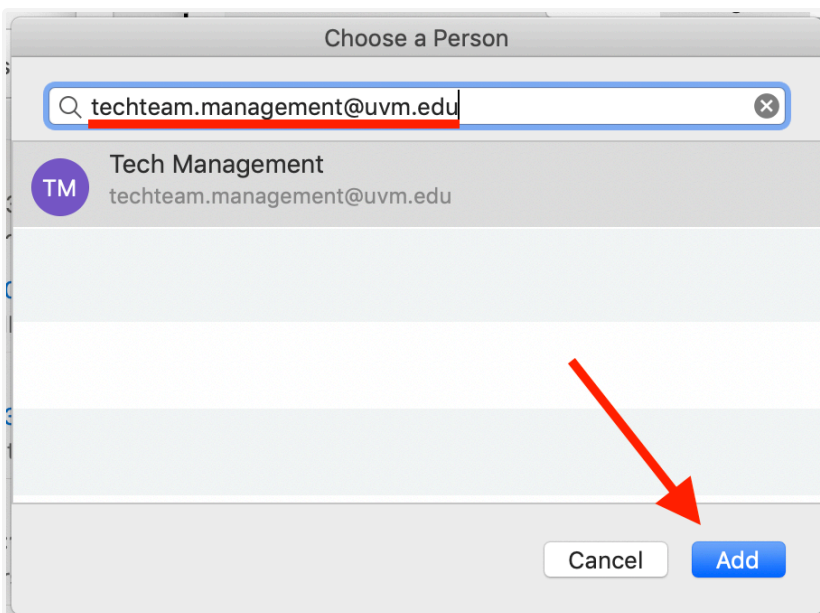 Choose a Person
techteam.management@uvm.edu
TM
Tech Management
techteam.management@uvm.edu
Cancel
Add